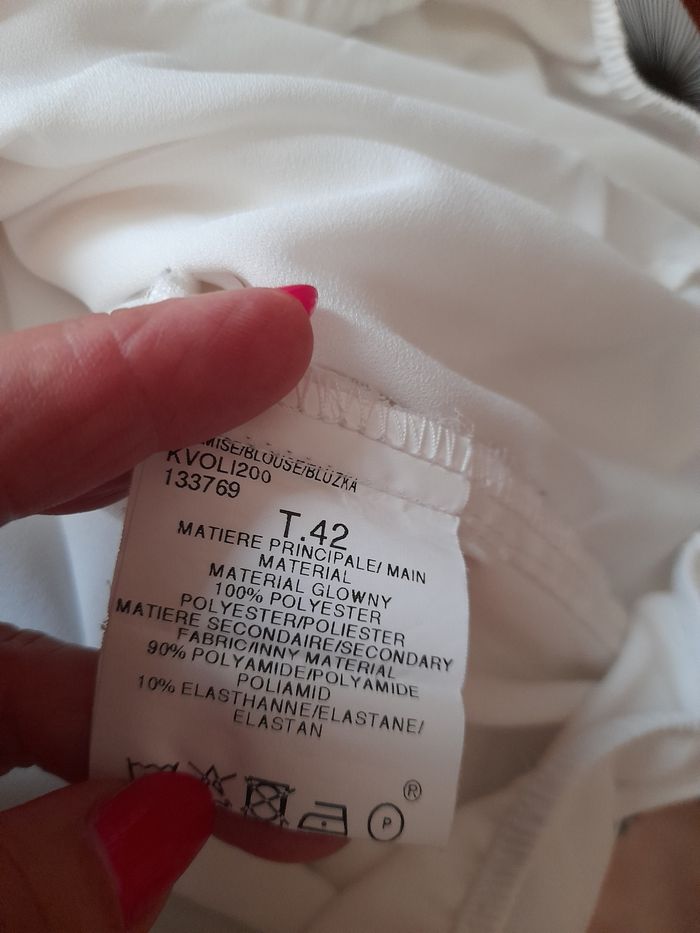 MISE/BLOUSE/BLUZKA
KVOLI200
133769
T.42
MATIERE PRINCIPALE/ MAIN
MATERIAL
MATERIAL GLOWNY
100% POLYESTER
POLYESTER/POLIESTER
MATIERE SECONDAIRE/SECONDARY
FABRIC/INNY MATERIAL
90% POLYAMIDE/POLYAMIDE
POLIAMID
10% ELASTHANNE/ELASTANE/
ELASTAN
®
P